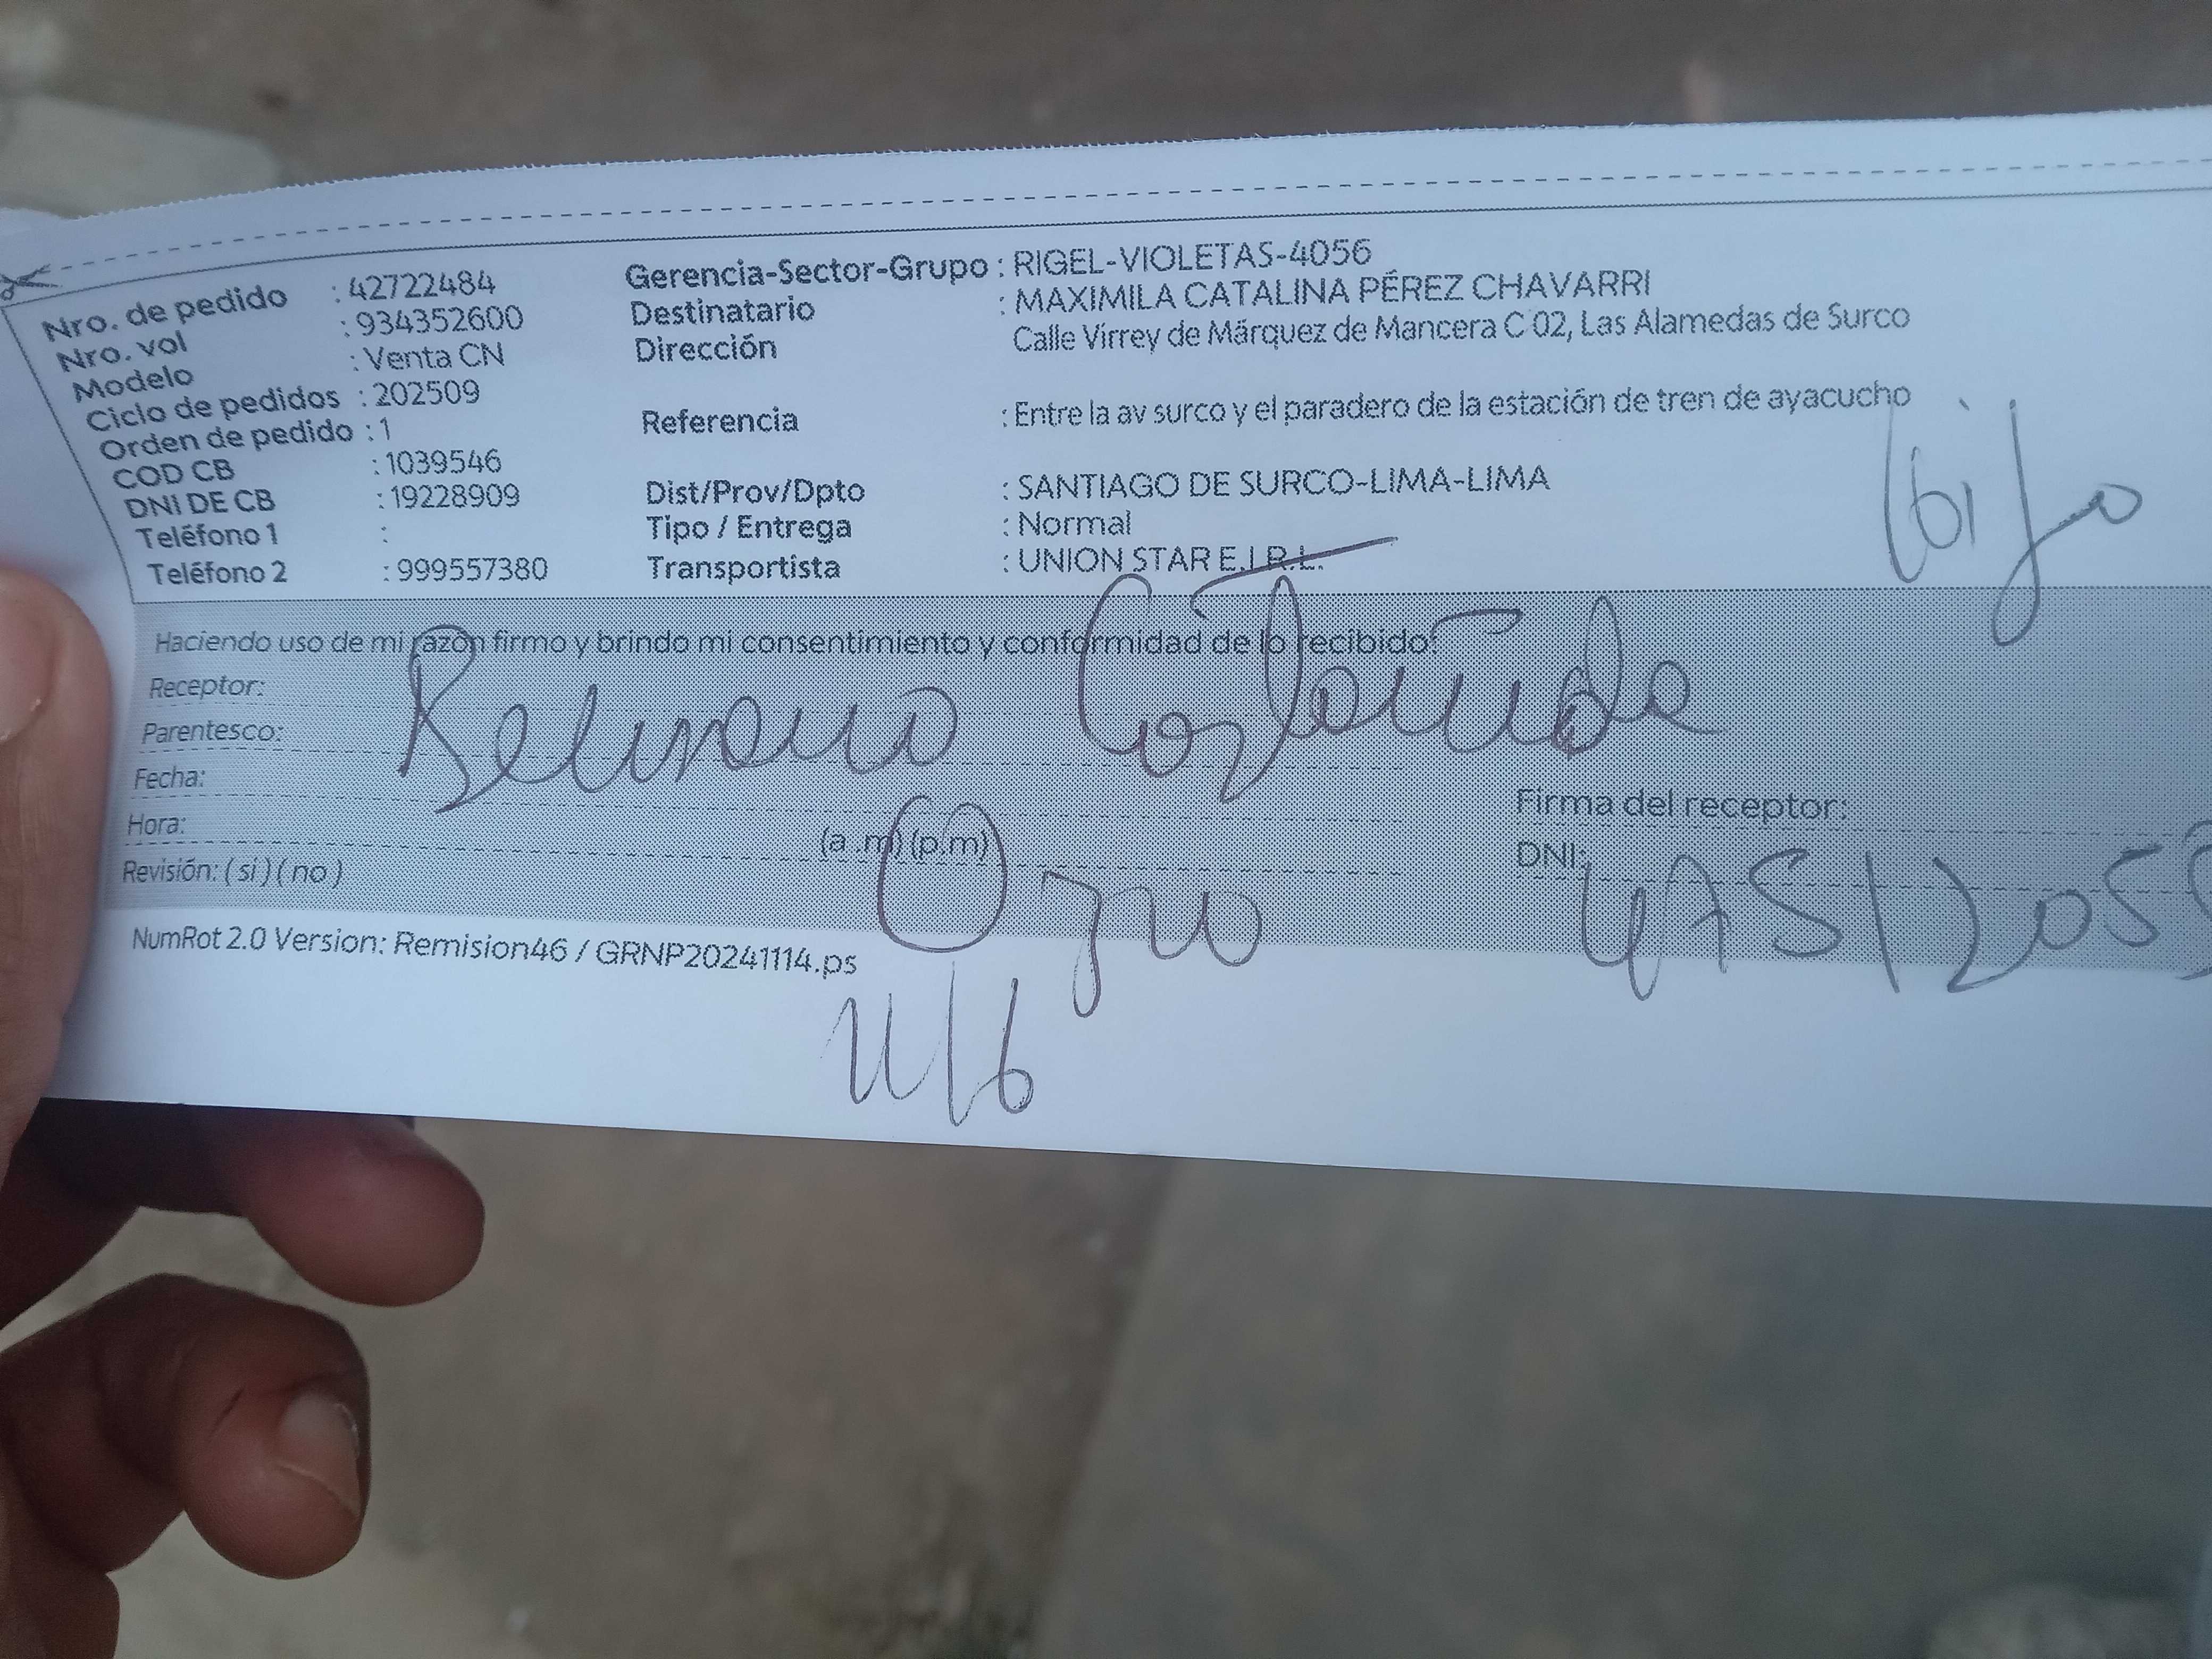 Nro. de pedido : 42722484
Nro. vol : 934352600
Modelo : Venta CN
Ciclo de pedidos : 202509
Orden de pedido : 1
COD CB : 1039546
DNI DE CB : 19228909
Teléfono 1 :
Teléfono 2 : 999557380
Gerencia-Sector-Grupo : RIGEL-VIOLETAS-4056
Destinatario : MAXIMILA CATALINA PÉREZ CHAVARRI
Dirección Calle Virrey de Márquez de Mancera C 02, Las Alamedas de Surco
Referencia : Entre la av surco y el paradero de la estación de tren de ayacucho
Dist/Prov/Dpto : SANTIAGO DE SURCO-LIMA-LIMA
Tipo / Entrega : Normal
Transportista : UNION STAR E.I.R.L.
Hijo
Haciendo uso de mi razón firmo y brindo mi consentimiento y conformidad de lo recibido:
Receptor:
Parentesco:
Fecha:
Hora: (a .m) (p.m)
Revisión: ( si ) ( no )
Firma del receptor:
DNI:
NumRot 2.0 Version: Remision46 / GRNP20241114.ps